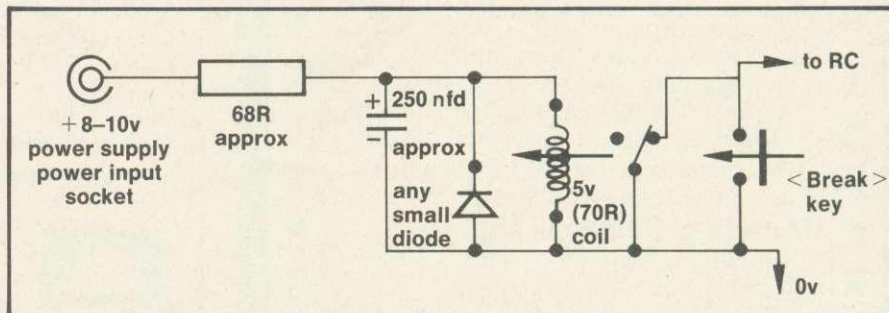 + 8–10v
power supply
power input
socket
68R
approx
+
250 nfd
–
approx
any
small
diode
5v
(70R)
coil
to RC
<Break>
key
0v